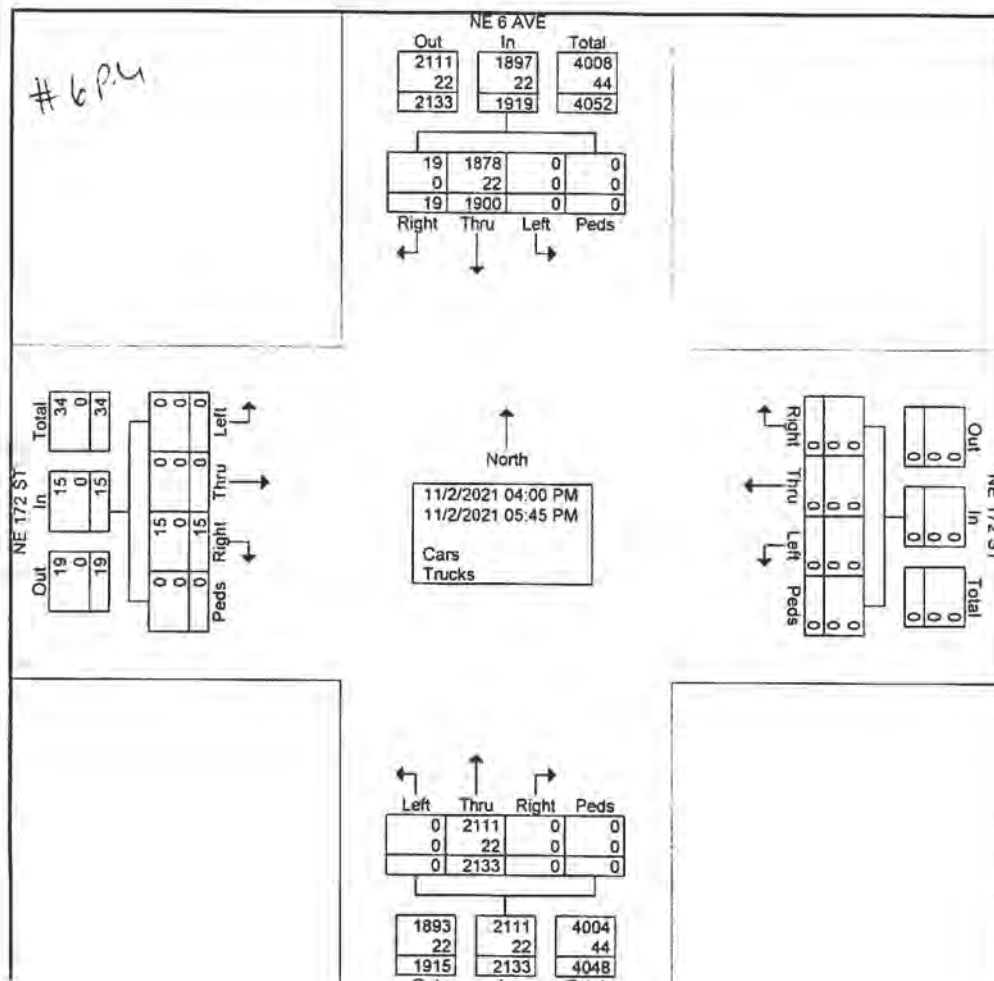 NE 6 AVE
Out In Total
2111 1897 4008
22 22 44
2133 1919 4052
# 6 P.M.
19 1878 0 0
0 22 0 0
19 1900 0 0
Right Thru Left Peds
NE 172 ST
Total In Out
34 15 19
0 0 0
34 15 19
Left Thru Right Peds
0 0 15 0
0 0 0 0
0 0 15 0
North
11/2/2021 04:00 PM
11/2/2021 05:45 PM
Cars
Trucks
Right Thru Left Peds
0 0 0 0
0 0 0 0
0 0 0 0
Out In Total
0 0 0
0 0 0
0 0 0
NE 172 ST
Left Thru Right Peds
0 2111 0 0
0 22 0 0
0 2133 0 0
1893 2111 4004
22 22 44
1915 2133 4048